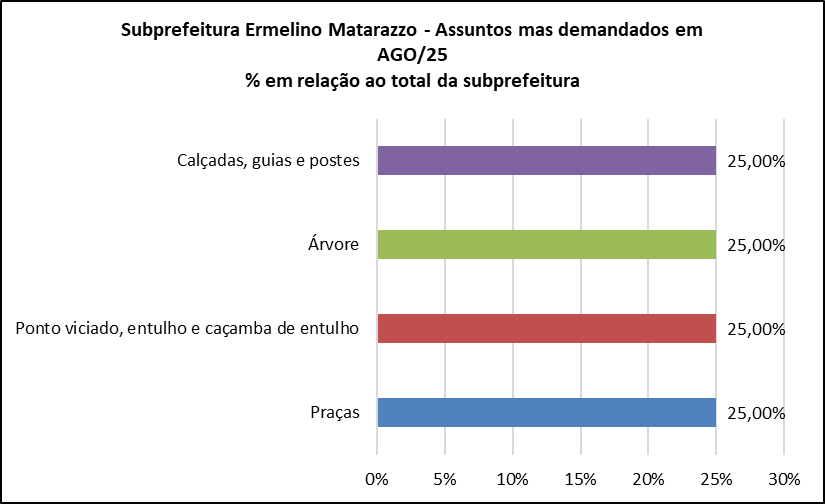 Subprefeitura Ermelino Matarazzo - Assuntos mas demandados em
AGO/25
% em relação ao total da subprefeitura
Calçadas, guias e postes
25,00%
Árvore
25,00%
Ponto viciado, entulho e caçamba de entulho
25,00%
Praças
25,00%
0% 5% 10% 15% 20% 25% 30%